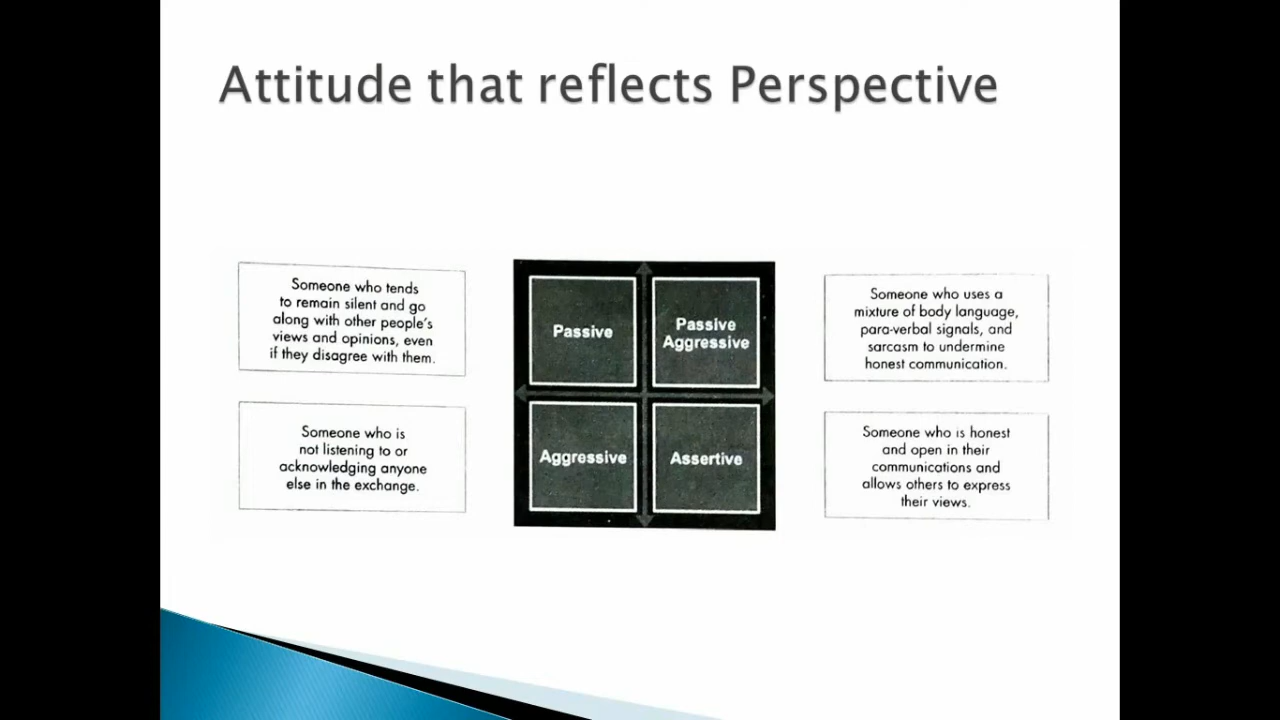 Attitude that reflects Perspective
Someone who tends
to remain silent and go
along with other people's
views and opinions, even
if they disagree with them.
Passive
Passive
Aggressive
Someone who uses a
mixture of body language,
para-verbal signals, and
sarcasm to undermine
honest communication.
Someone who is
not listening to or
acknowledging anyone
else in the exchange.
Aggressive
Assertive
Someone who is honest
and open in their
communications and
allows others to express
their views.